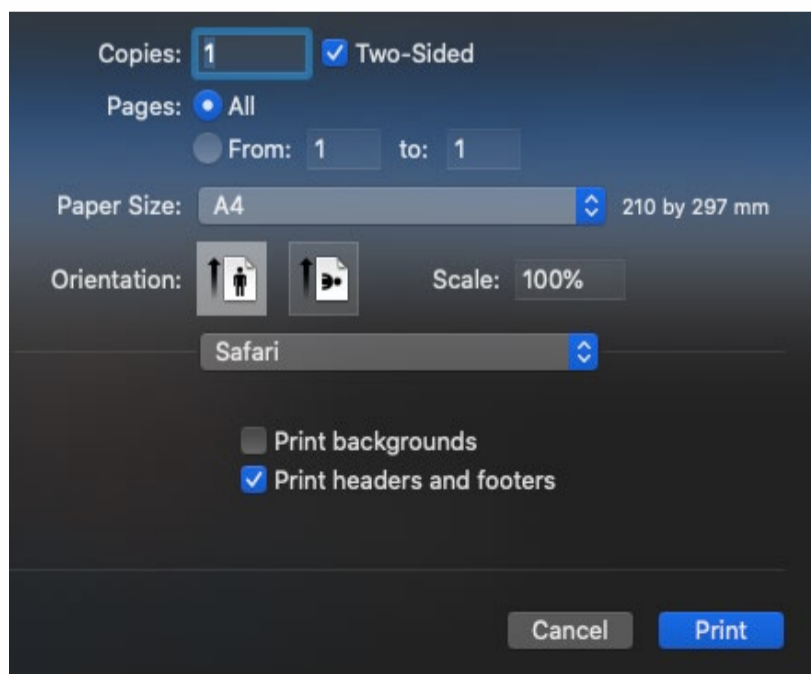 Copies: 1 Two-Sided
Pages: All
From: 1 to: 1
Paper Size: A4 210 by 297 mm
Orientation: Scale: 100%
Safari
Print backgrounds
Print headers and footers
Cancel Print